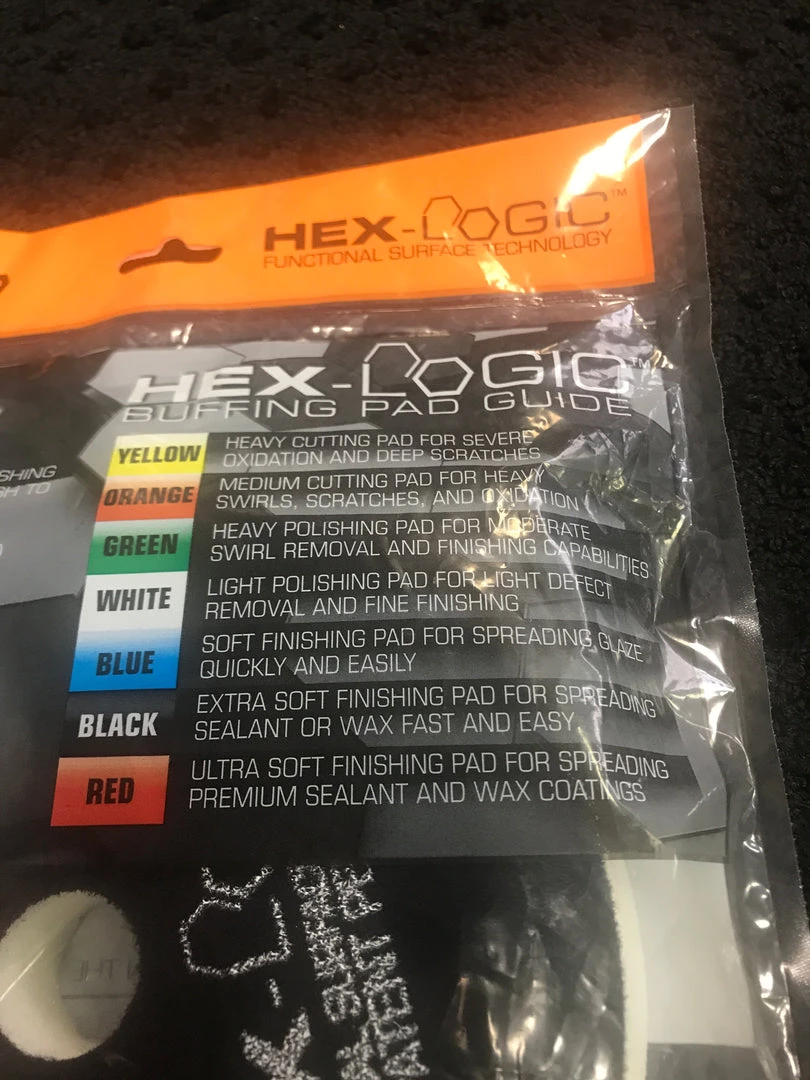 HEX-LOGIC™
FUNCTIONAL SURFACE TECHNOLOGY
HEX-LOGIC™
BUFFING PAD GUIDE
YELLOW HEAVY CUTTING PAD FOR SEVERE
OXIDATION AND DEEP SCRATCHES
ORANGE MEDIUM CUTTING PAD FOR HEAVY
SWIRLS, SCRATCHES, AND OXIDATION
GREEN HEAVY POLISHING PAD FOR MODERATE
SWIRL REMOVAL AND FINISHING CAPABILITIES
WHITE LIGHT POLISHING PAD FOR LIGHT DEFECT
REMOVAL AND FINE FINISHING
BLUE SOFT FINISHING PAD FOR SPREADING GLAZE
QUICKLY AND EASILY
BLACK EXTRA SOFT FINISHING PAD FOR SPREADING
SEALANT OR WAX FAST AND EASY
RED ULTRA SOFT FINISHING PAD FOR SPREADING
PREMIUM SEALANT AND WAX COATINGS
TO